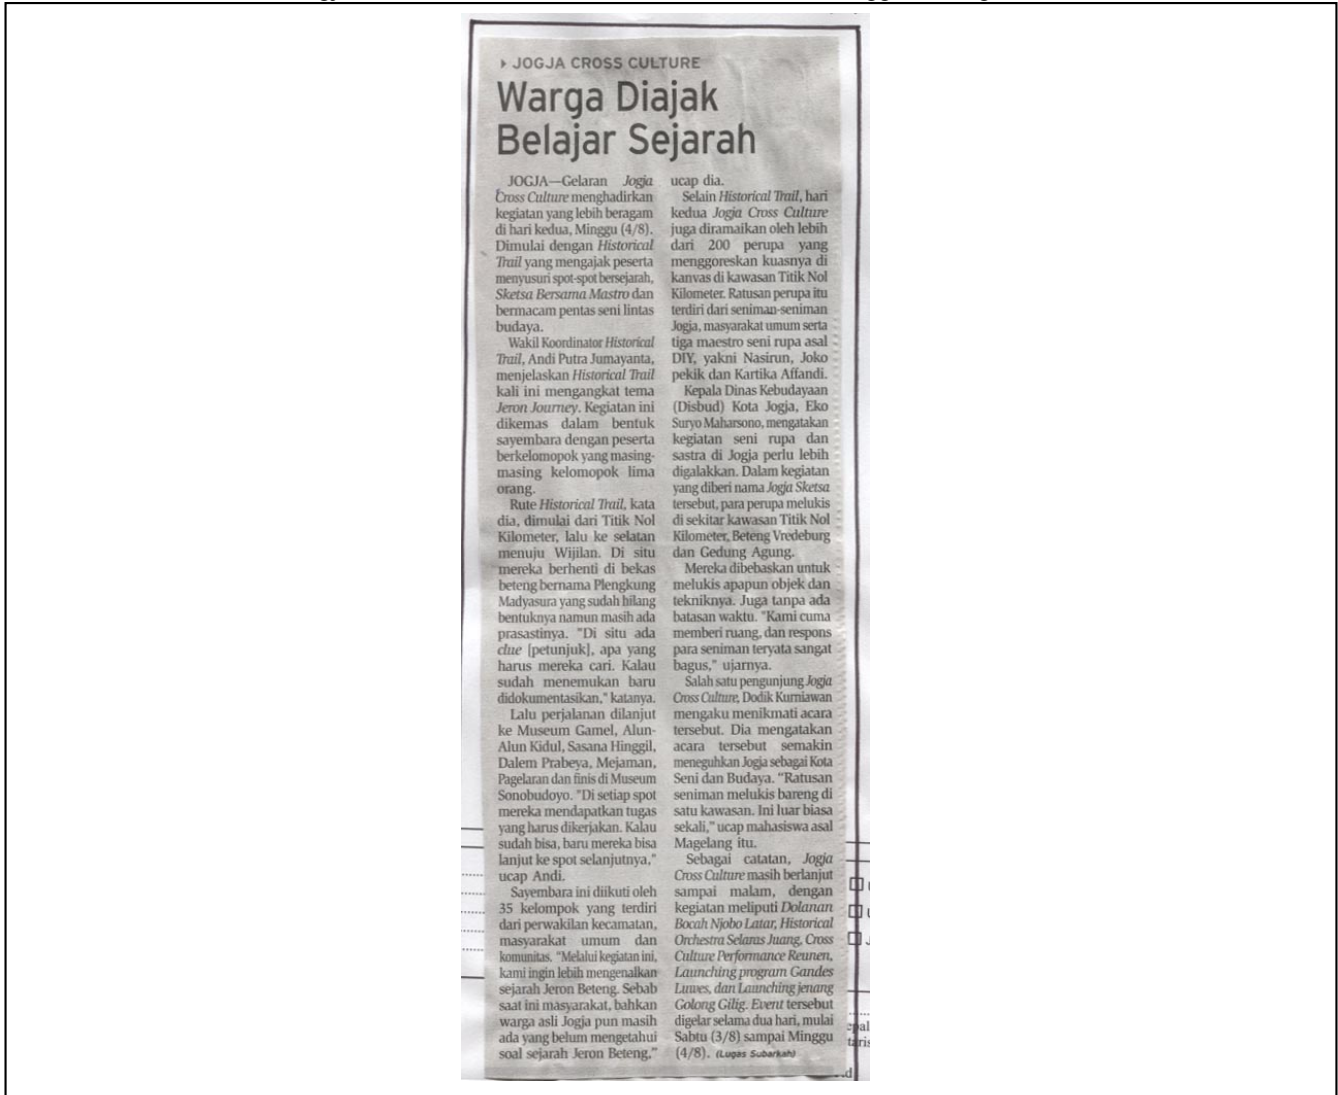 JOGJA CROSS CULTURE
Warga Diajak
Belajar Sejarah
JOGJA—Gelaran Jogja
Cross Culture menghadirkan
kegiatan yang lebih beragam
di hari kedua, Minggu (4/8).
Dimulai dengan Historical
Trail yang mengajak peserta
menyusuri spot-spot bersejarah,
Sketsa Bersama Mastro dan
bermacam pentas seni lintas
budaya.
Wakil Koordinator Historical
Trail, Andi Putra Jumayanta,
menjelaskan Historical Trail
kali ini mengangkat tema
Jeron Journey. Kegiatan ini
dikemas dalam bentuk
sayembara dengan peserta
berkelomopok yang masing-
masing kelomopok lima
orang.
Rute Historical Trail, kata
dia, dimulai dari Titik Nol
Kilometer, lalu ke selatan
menuju Wijilan. Di situ
mereka berhenti di bekas
beteng bernama Plengkung
Madyasura yang sudah hilang
bentuknya namun masih ada
prasastinya. "Di situ ada
clue [petunjuk], apa yang
harus mereka cari. Kalau
sudah menemukan baru
didokumentasikan," katanya.
Lalu perjalanan dilanjut
ke Museum Gamel, Alun-
Alun Kidul, Sasana Hinggil,
Dalem Prabeya, Mejaman,
Pagelaran dan finis di Museum
Sonobudoyo. "Di setiap spot
mereka mendapatkan tugas
yang harus dikerjakan. Kalau
sudah bisa, baru mereka bisa
lanjut ke spot selanjutnya,"
ucap Andi.
Sayembara ini diikuti oleh
35 kelompok yang terdiri
dari perwakilan kecamatan,
masyarakat umum dan
komunitas. "Melalui kegiatan ini,
kami ingin lebih mengenalkan
sejarah Jeron Beteng. Sebab
saat ini masyarakat, bahkan
warga asli Jogja pun masih
ada yang belum mengetahui
soal sejarah Jeron Beteng,"
ucap dia.
Selain Historical Trail, hari
kedua Jogja Cross Culture
juga diramaikan oleh lebih
dari 200 perupa yang
menggoreskan kuasnya di
kanvas di kawasan Titik Nol
Kilometer. Ratusan perupa itu
terdiri dari seniman-seniman
Jogja, masyarakat umum serta
tiga maestro seni rupa asal
DIY, yakni Nasirun, Joko
pekik dan Kartika Affandi.
Kepala Dinas Kebudayaan
(Disbud) Kota Jogja, Eko
Suryo Maharsono, mengatakan
kegiatan seni rupa dan
sastra di Jogja perlu lebih
digalakkan. Dalam kegiatan
yang diberi nama Jogja Sketsa
tersebut, para perupa melukis
di sekitar kawasan Titik Nol
Kilometer, Beteng Vredeburg
dan Gedung Agung.
Mereka dibebaskan untuk
melukis apapun objek dan
tekniknya. Juga tanpa ada
batasan waktu. "Kami cuma
memberi ruang, dan respons
para seniman teryata sangat
bagus," ujarnya.
Salah satu pengunjung Jogja
Cross Culture, Dodik Kurniawan
mengaku menikmati acara
tersebut. Dia mengatakan
acara tersebut semakin
meneguhkan Jogja sebagai Kota
Seni dan Budaya. "Ratusan
seniman melukis bareng di
satu kawasan. Ini luar biasa
sekali," ucap mahasiswa asal
Magelang itu.
Sebagai catatan, Jogja
Cross Culture masih berlanjut
sampai malam, dengan
kegiatan meliputi Dolanan
Bocah Njobo Latar, Historical
Orchestra Selaras Juang, Cross
Culture Performance Reunen,
Launching program Gandes
Luwes, dan Launching jenang
Golong Gilig. Event tersebut
digelar selama dua hari, mulai
Sabtu (3/8) sampai Minggu
(4/8). (Lugas Subarkah)